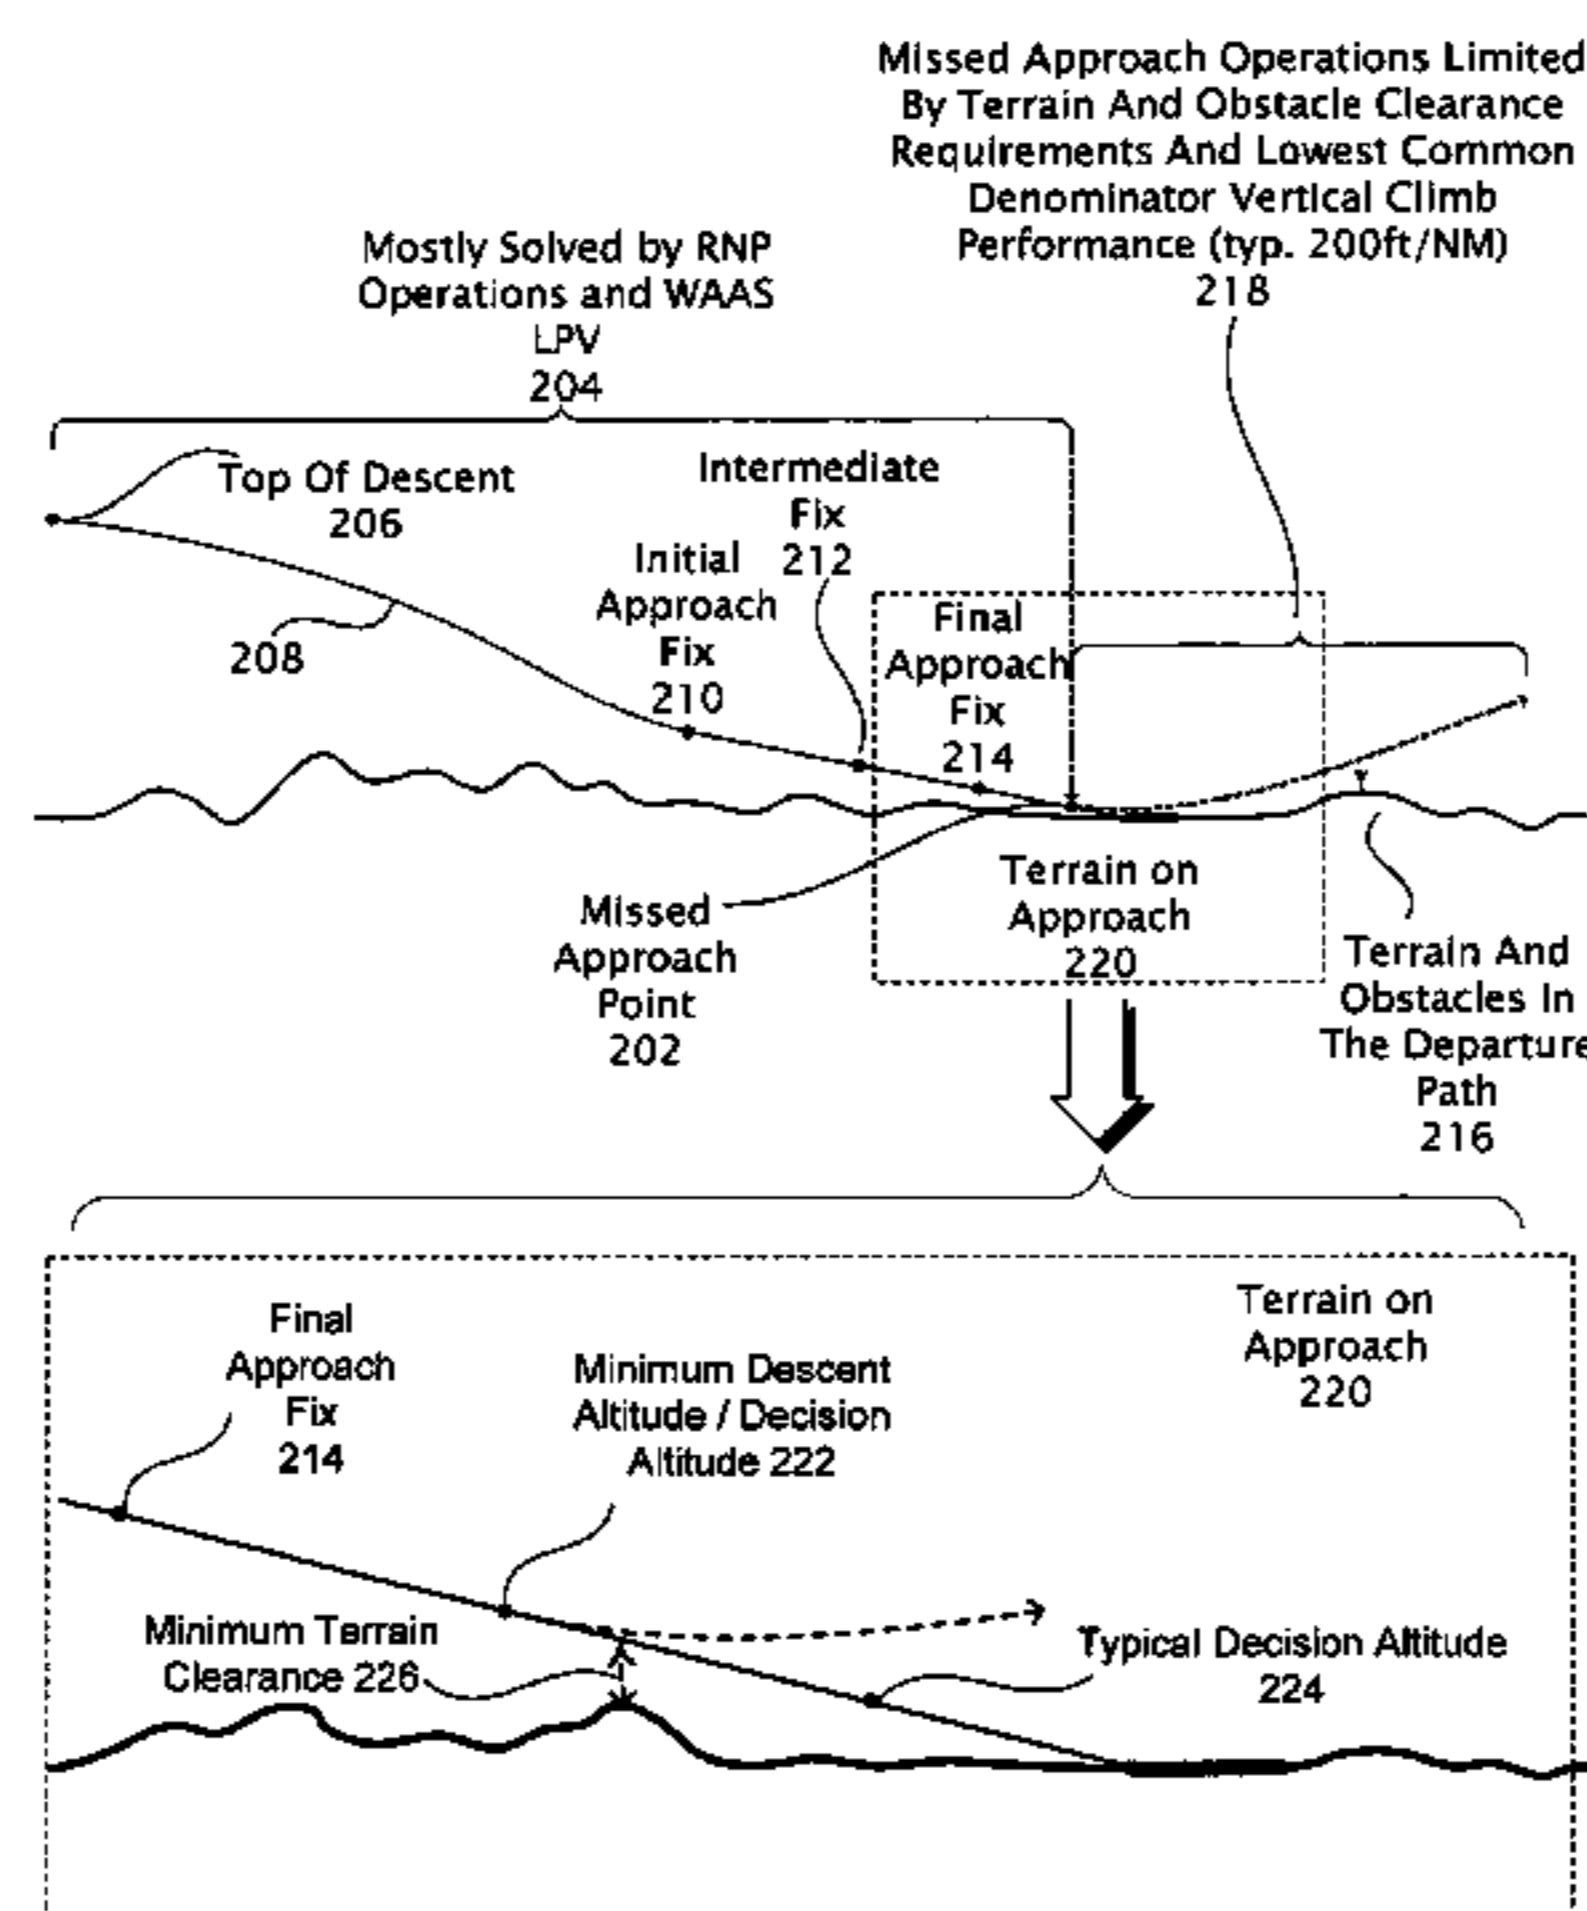 Missed Approach Operations Limited
By Terrain And Obstacle Clearance
Requirements And Lowest Common
Denominator Vertical Climb
Performance (typ. 200ft/NM)
218
Mostly Solved by RNP
Operations and WAAS
LPV
204
Top Of Descent
206
Intermediate
Fix
212
Initial
Approach
Fix
210
208
Final
Approach
Fix
214
Missed
Approach
Point
202
Terrain on
Approach
220
Terrain And
Obstacles In
The Departure
Path
216
Final
Approach
Fix
214
Minimum Descent
Altitude / Decision
Altitude 222
Terrain on
Approach
220
Minimum Terrain
Clearance 226
Typical Decision Altitude
224